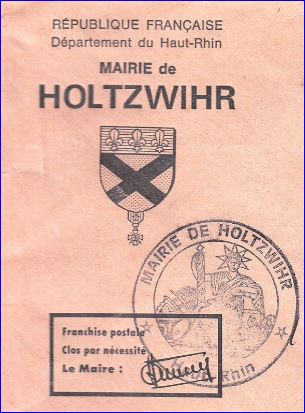 RÉPUBLIQUE FRANÇAISE
Département du Haut-Rhin
MAIRIE de
HOLTZWIHR
MAIRIE DE HOLTZWIHR
Rhin
Franchise postale
Clos par nécessité
Le Maire :